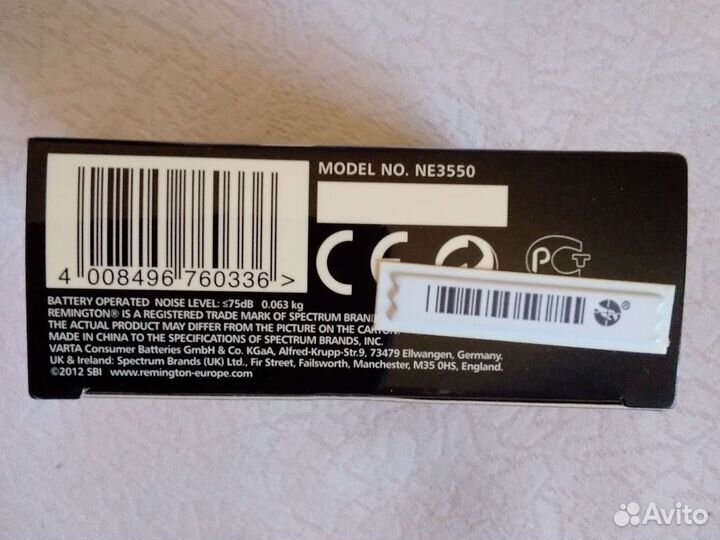 MODEL NO. NE3550
CE
PCT
4 008496 760336 >
BATTERY OPERATED NOISE LEVEL: ≤75dB 0.063 kg
REMINGTON® IS A REGISTERED TRADE MARK OF SPECTRUM BRAND
THE ACTUAL PRODUCT MAY DIFFER FROM THE PICTURE ON THE CARTON.
MADE IN CHINA TO THE SPECIFICATIONS OF SPECTRUM BRANDS, INC.
VARTA Consumer Batteries GmbH & Co. KGaA, Alfred-Krupp-Str.9, 73479 Ellwangen, Germany.
UK & Ireland: Spectrum Brands (UK) Ltd., Fir Street, Failsworth, Manchester, M35 0HS, England.
©2012 SBI www.remington-europe.com
®
Avito